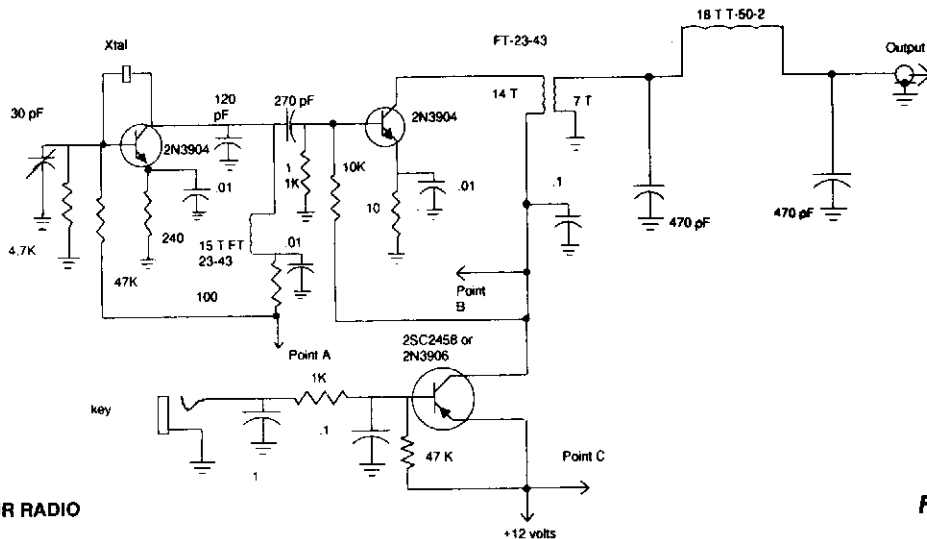 18 T T-50-2
FT-23-43
Xtal
Output
120
pF
270 pF
14 T
7 T
30 pF
2N3904
2N3904
.01
1
1K
10K
.01
.1
10
470 pF
470 pF
4.7K
240
15 T FT
23-43
.01
47K
100
Point
B
Point A
2SC2458 or
2N3906
1K
key
.1
47 K
Point C
1
+12 volts
R RADIO